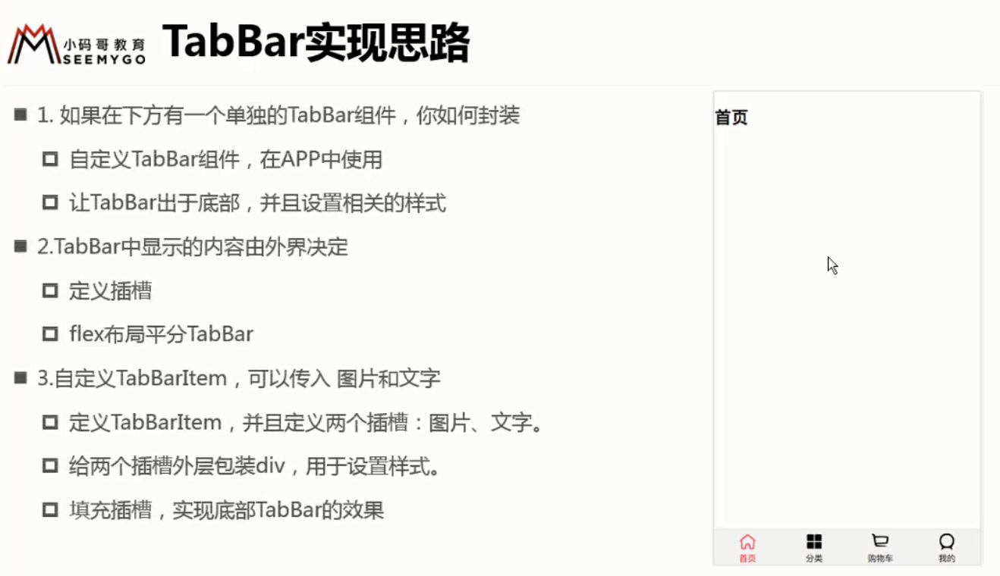 小码哥教育
SEEMYGO
TabBar实现思路
1. 如果在下方有一个单独的TabBar组件，你如何封装
自定义TabBar组件，在APP中使用
让TabBar出于底部，并且设置相关的样式
2.TabBar中显示的内容由外界决定
定义插槽
flex布局平分TabBar
3.自定义TabBarItem，可以传入 图片和文字
定义TabBarItem，并且定义两个插槽：图片、文字。
给两个插槽外层包装div，用于设置样式。
填充插槽，实现底部TabBar的效果
首页
首页 分类 购物车 我的